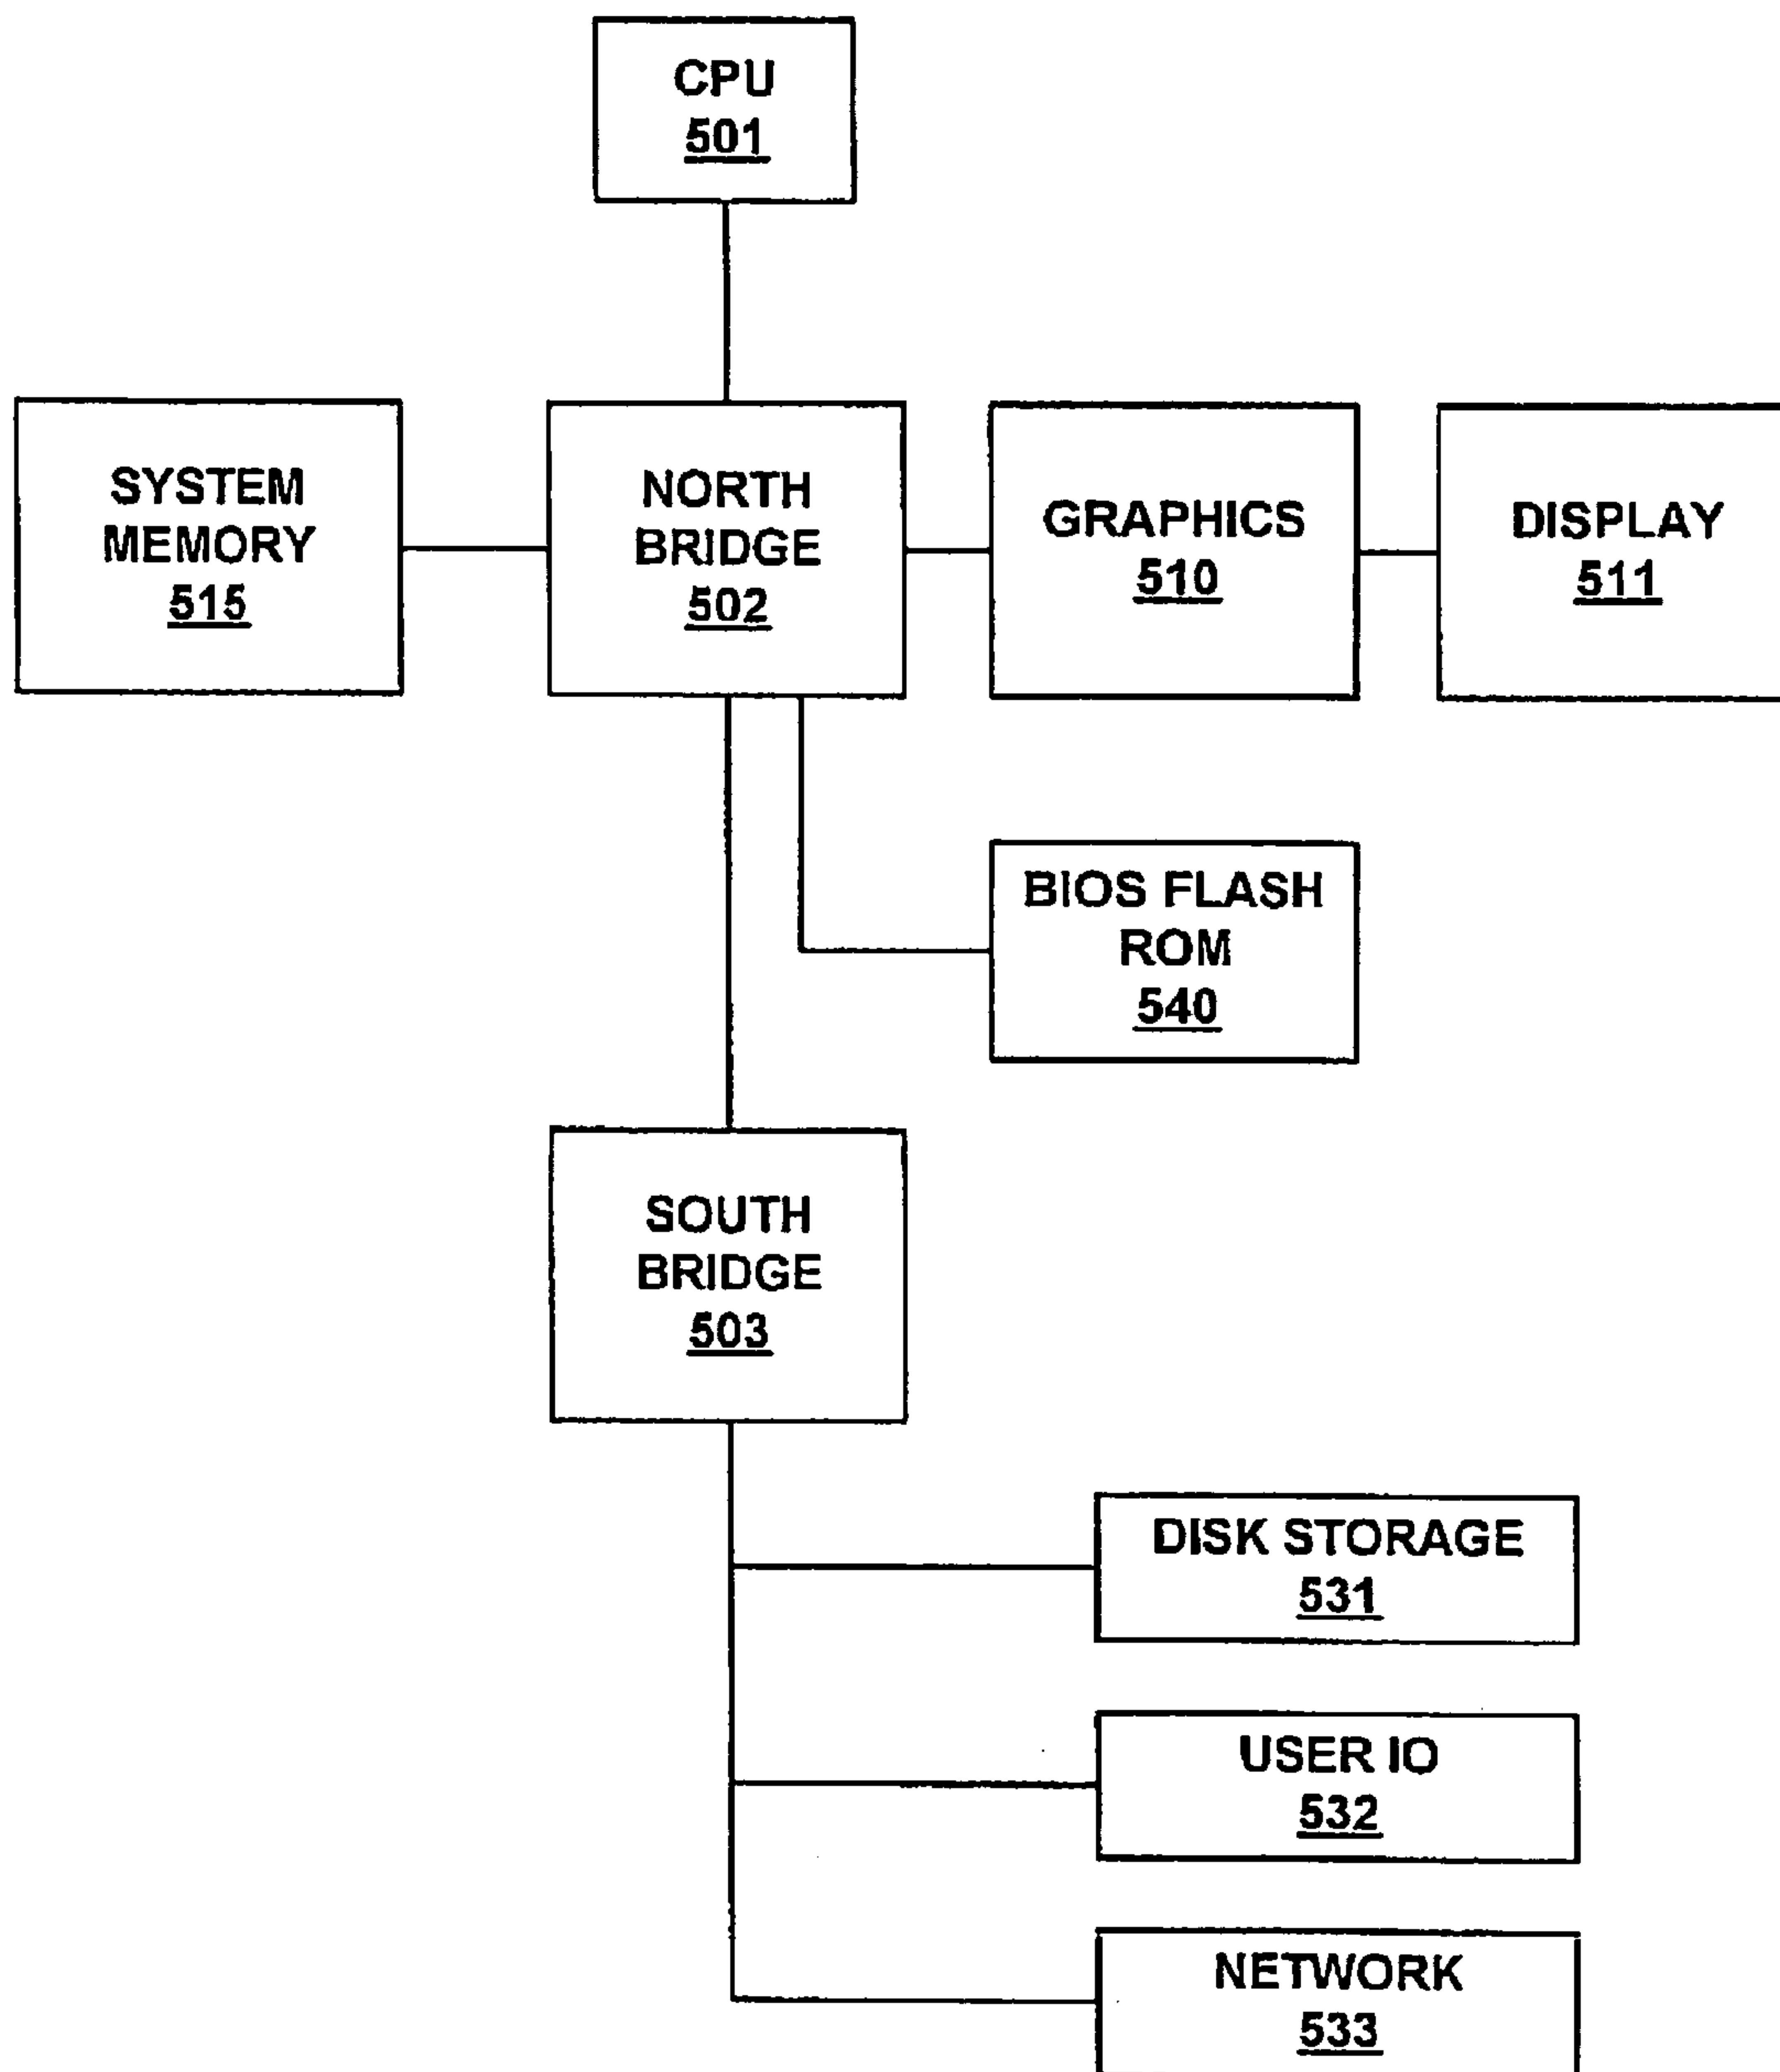 CPU
501
SYSTEM
MEMORY
515
NORTH
BRIDGE
502
GRAPHICS
510
DISPLAY
511
BIOS FLASH
ROM
540
SOUTH
BRIDGE
503
DISK STORAGE
531
USER IO
532
NETWORK
533